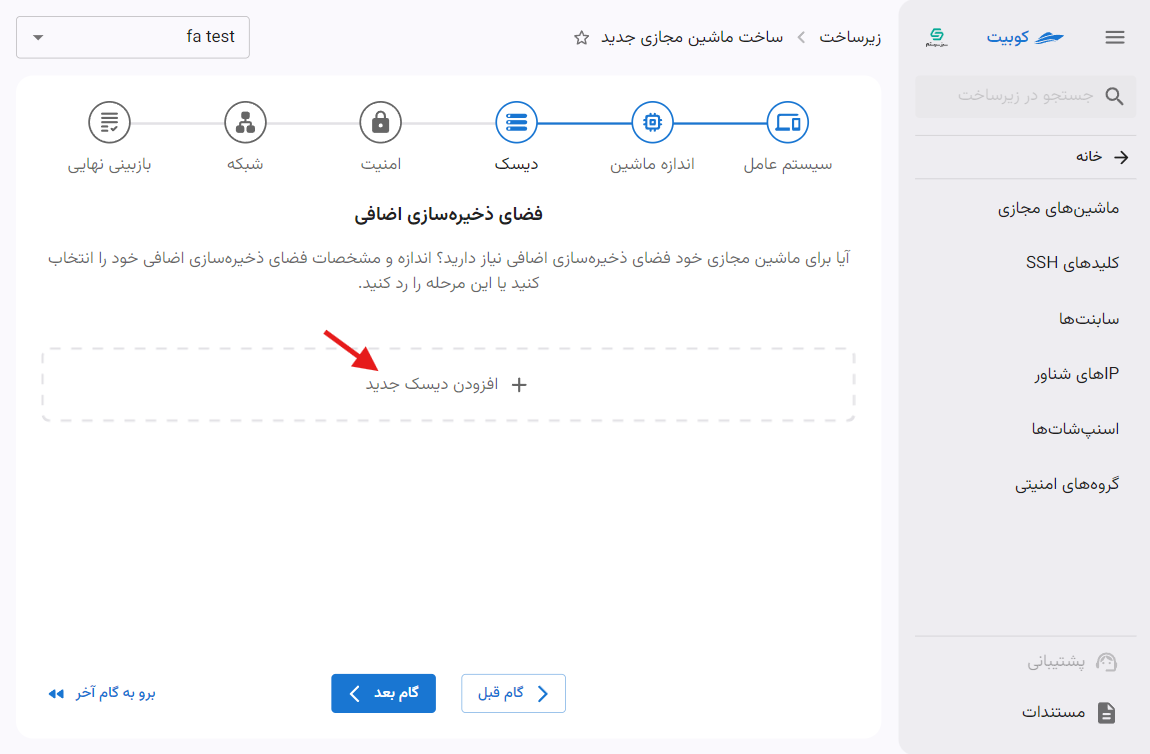 کوبیت
جستجو در زیرساخت
خانه
ماشین‌های مجازی
کلیدهای SSH
سابنت‌ها
IPهای شناور
اسنپ‌شات‌ها
گروه‌های امنیتی
پشتیبانی
مستندات
زیرساخت
ساخت ماشین مجازی جدید
fa test
سیستم عامل
اندازه ماشین
دیسک
امنیت
شبکه
بازبینی نهایی
فضای ذخیره‌سازی اضافی
آیا برای ماشین مجازی خود فضای ذخیره‌سازی اضافی نیاز دارید؟ اندازه و مشخصات فضای ذخیره‌سازی اضافی خود را انتخاب
کنید یا این مرحله را رد کنید.
افزودن دیسک جدید
گام قبل
گام بعد
برو به گام آخر